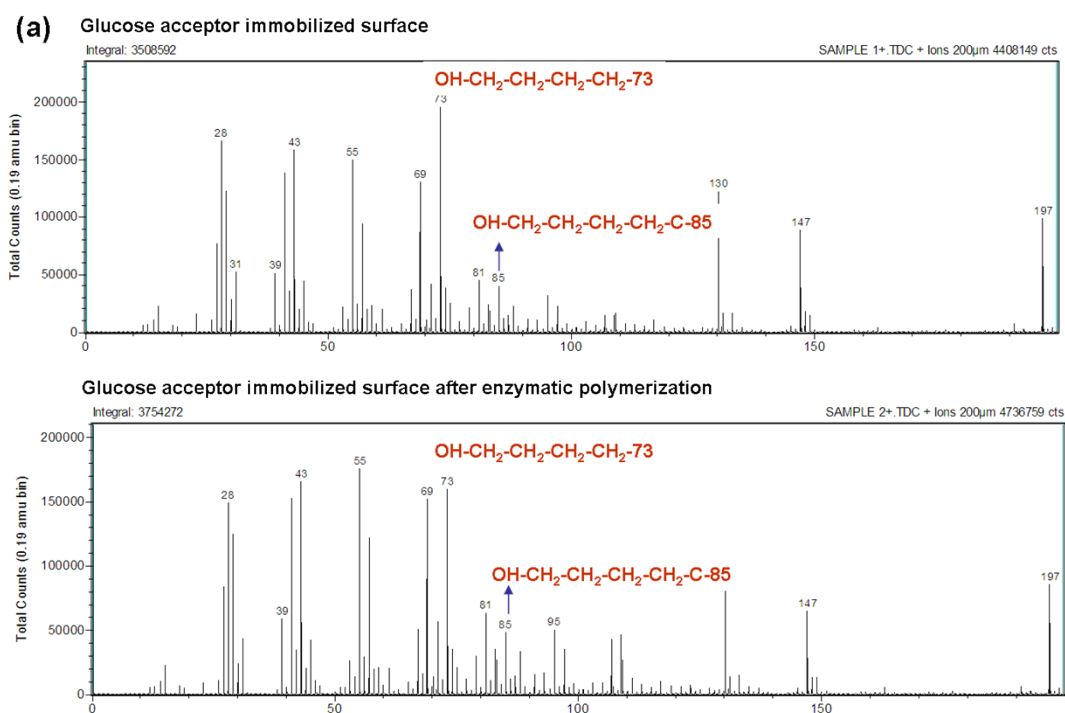 (a) Glucose acceptor immobilized surface
Integral: 3508592 SAMPLE 1+.TDC + Ions 200µm 4408149 cts
OH-CH₂-CH₂-CH₂-CH₂-73
Total Counts (0.19 amu bin)
200000
150000
100000
50000
0
28
31
39
43
55
69
73
81
85
130
147
197
OH-CH₂-CH₂-CH₂-CH₂-C-85
0 50 100 150
Glucose acceptor immobilized surface after enzymatic polymerization
Integral: 3754272 SAMPLE 2+.TDC + Ions 200µm 4736759 cts
OH-CH₂-CH₂-CH₂-CH₂-73
Total Counts (0.19 amu bin)
200000
150000
100000
50000
0
28
39
43
55
69
73
81
85
95
147
197
OH-CH₂-CH₂-CH₂-CH₂-C-85
0 50 100 150